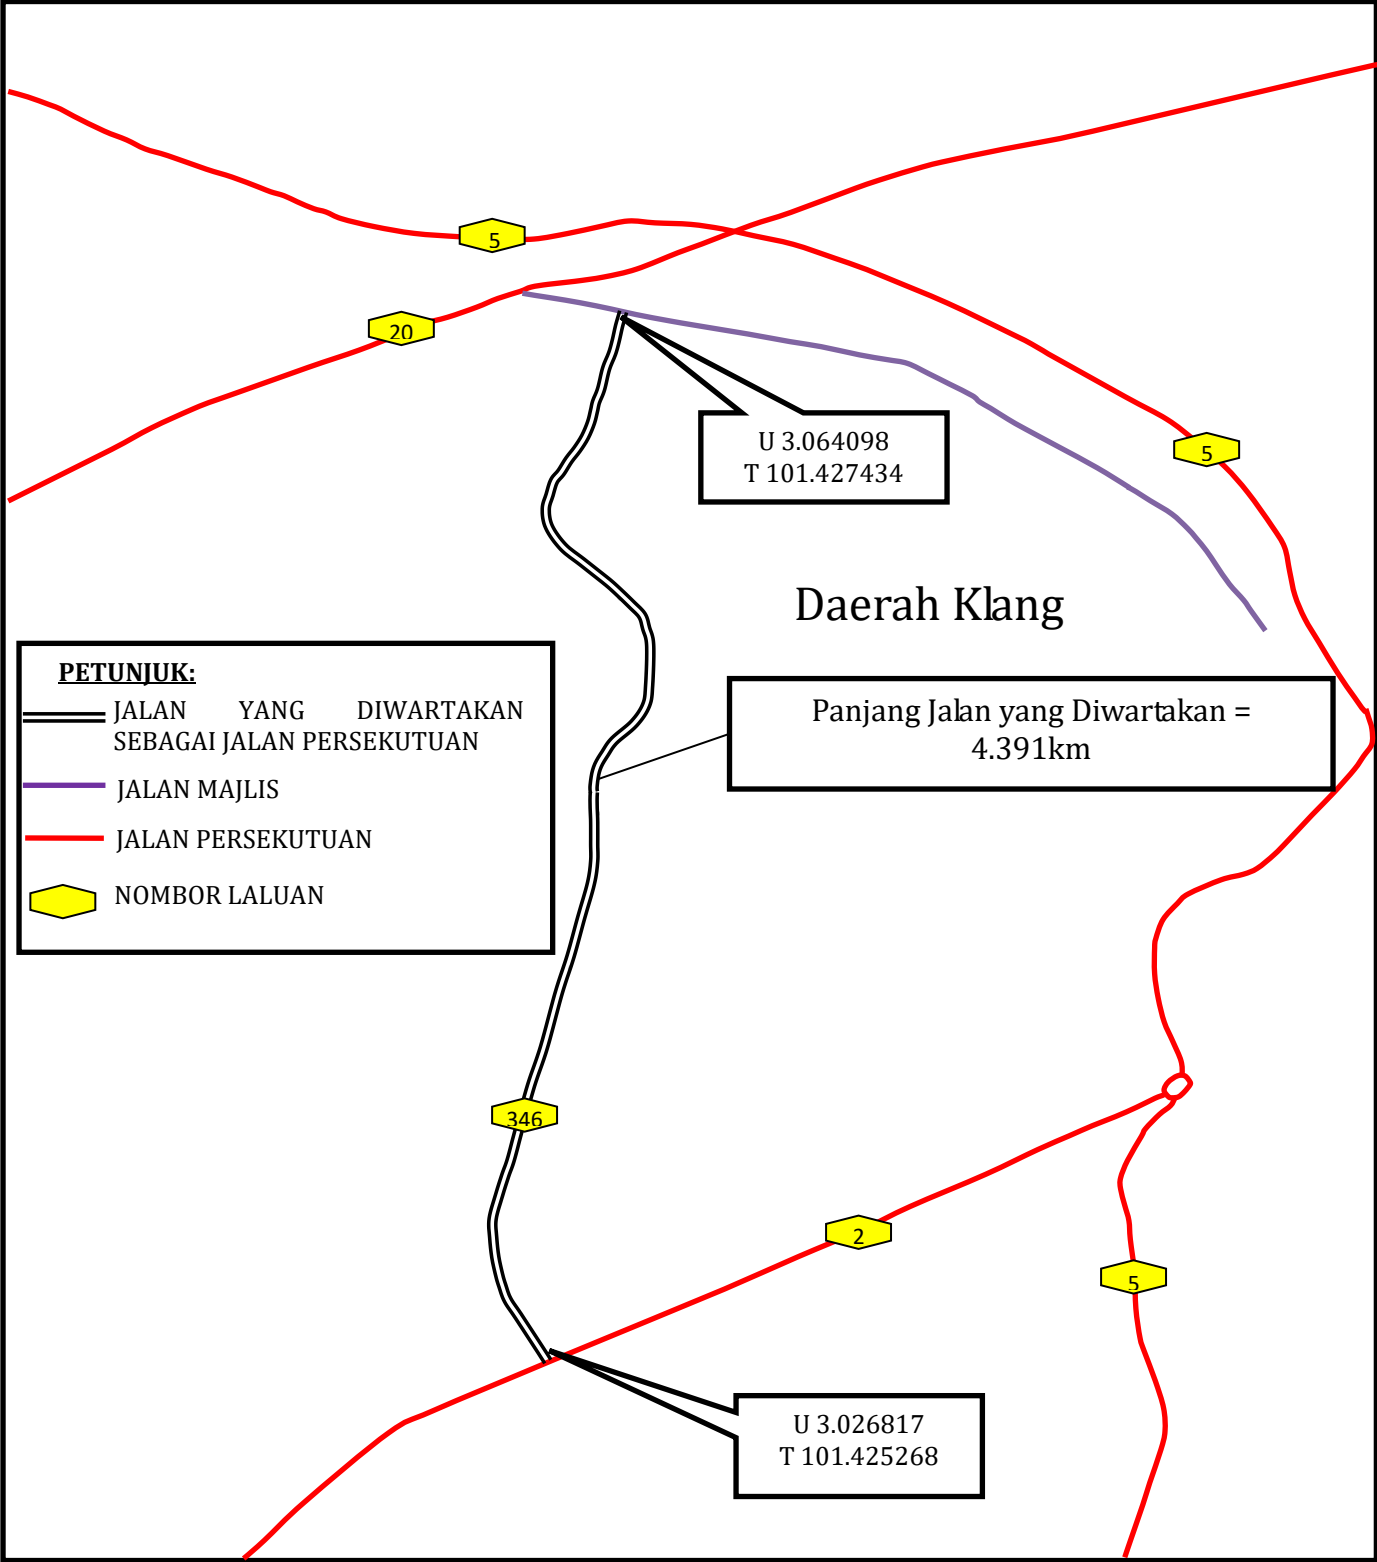 5
20
U 3.064098
T 101.427434
5
Daerah Klang
PETUNJUK:
JALAN YANG DIWARTAKAN
SEBAGAI JALAN PERSEKUTUAN
JALAN MAJLIS
JALAN PERSEKUTUAN
NOMBOR LALUAN
Panjang Jalan yang Diwartakan =
4.391km
346
2
5
U 3.026817
T 101.425268